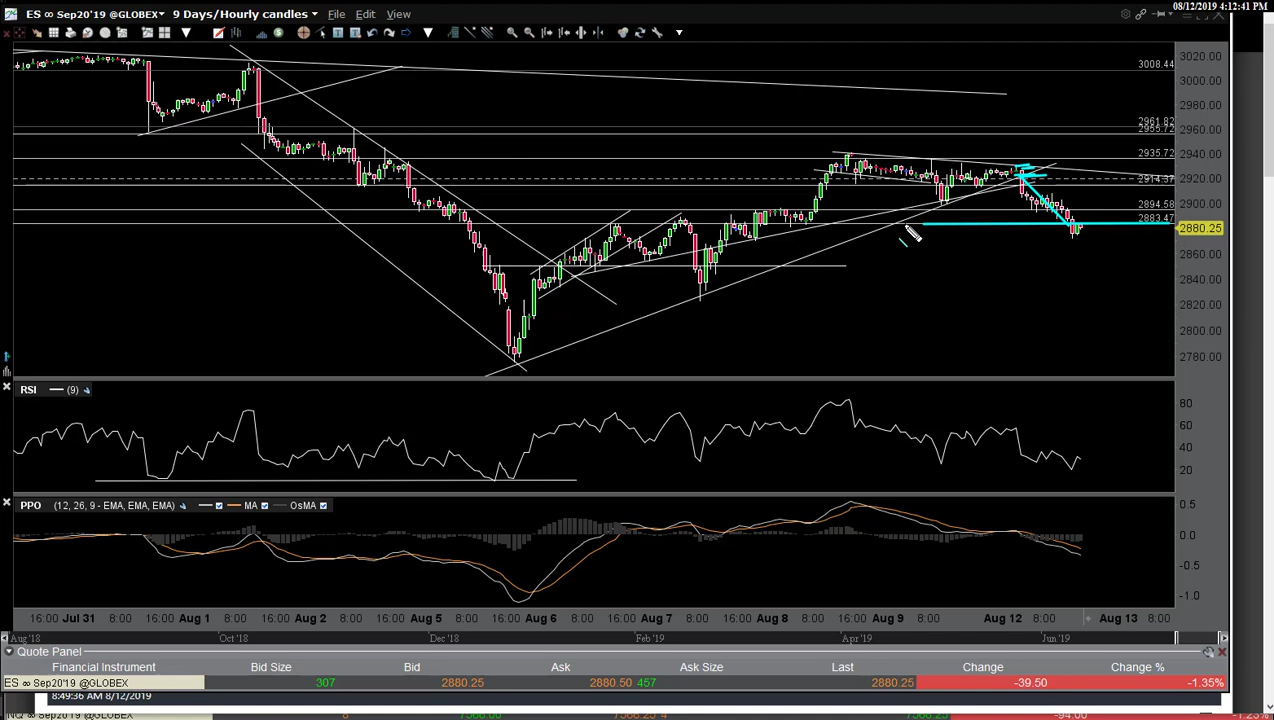 08/12/2019 4:12:41 PM
ES ∞ Sep20'19 @GLOBEX 9 Days/Hourly candles File Edit View
3020.00
3008.44
3000.00
2980.00
2961.82
2960.00
2955.72
2940.00
2935.72
2920.00
2914.37
2900.00
2894.58
2883.47
2880.25
2860.00
2840.00
2820.00
2800.00
2780.00
RSI (9)
80
60
40
20
PPO (12, 26, 9 - EMA, EMA, EMA) MA OsMA
0.5
0.0
-0.5
-1.0
16:00 Jul 31 8:00 16:00 Aug 1 8:00 16:00 Aug 2 8:00 16:00 Aug 5 8:00 16:00 Aug 6 8:00 16:00 Aug 7 8:00 16:00 Aug 8 8:00 16:00 Aug 9 8:00 Aug 12 8:00 Aug 13 8:00
Aug '18 Oct '18 Dec '18 Feb '19 Apr '19 Jun '19
Quote Panel
Financial Instrument Bid Size Bid Ask Ask Size Last Change Change %
ES ∞ Sep20'19 @GLOBEX 307 2880.25 2880.50 457 2880.25 -39.50 -1.35%
8:49:36 AM 8/12/2019